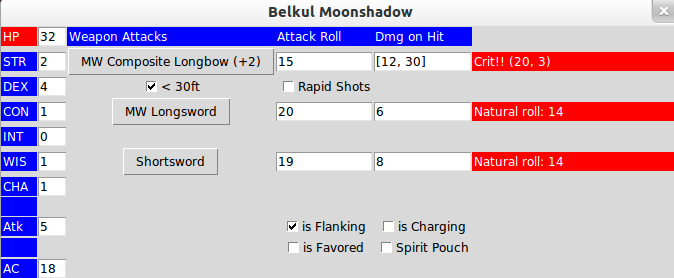 Belkul Moonshadow
HP 32 Weapon Attacks Attack Roll Dmg on Hit
STR 2 MW Composite Longbow (+2) 15 [12, 30] Crit!! (20, 3)
DEX 4 < 30ft Rapid Shots
CON 1 MW Longsword 20 6 Natural roll: 14
INT 0
WIS 1 Shortsword 19 8 Natural roll: 14
CHA 1
Atk 5 is Flanking is Charging
is Favored Spirit Pouch
AC 18